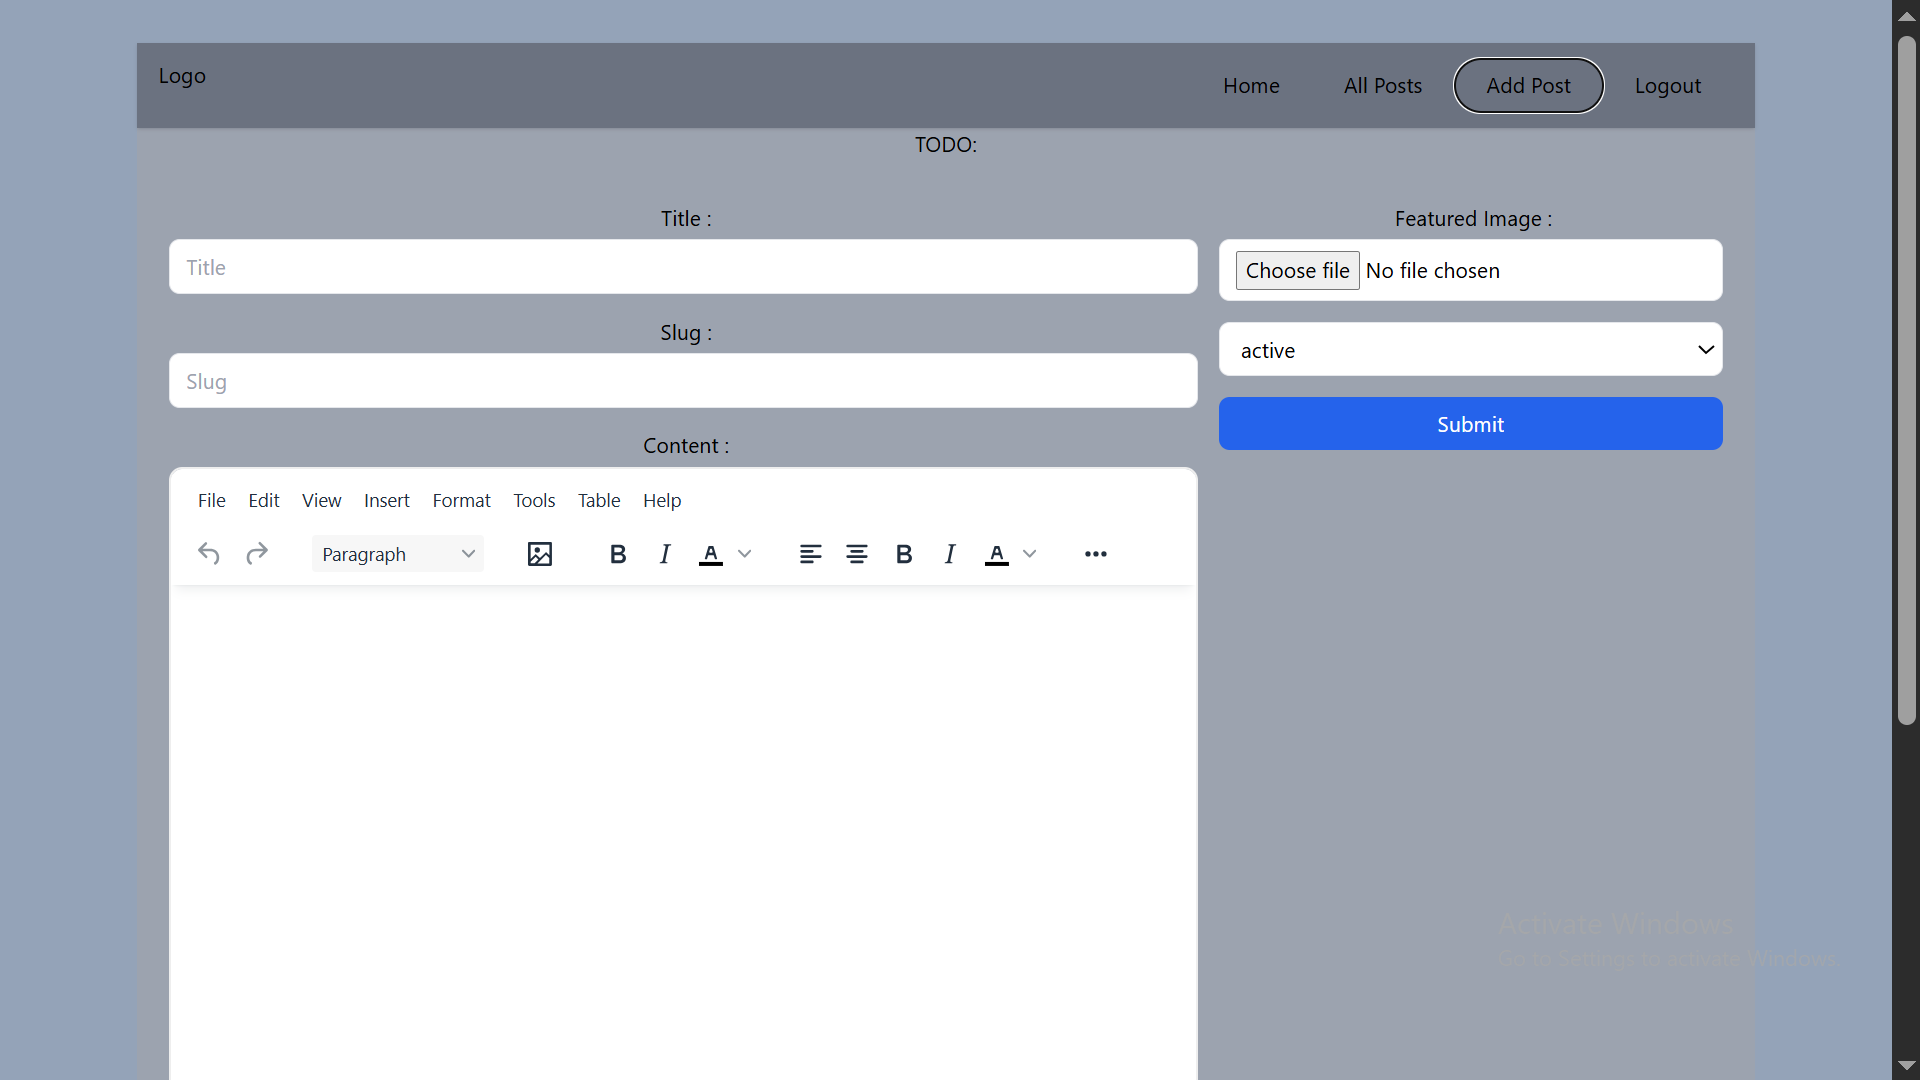 Logo
Home All Posts Add Post Logout
TODO:
Title :
Title
Slug :
Slug
Content :
File Edit View Insert Format Tools Table Help
Paragraph B I A B I A
Featured Image :
Choose file No file chosen
active
Submit
Activate Windows
Go to Settings to activate Windows.